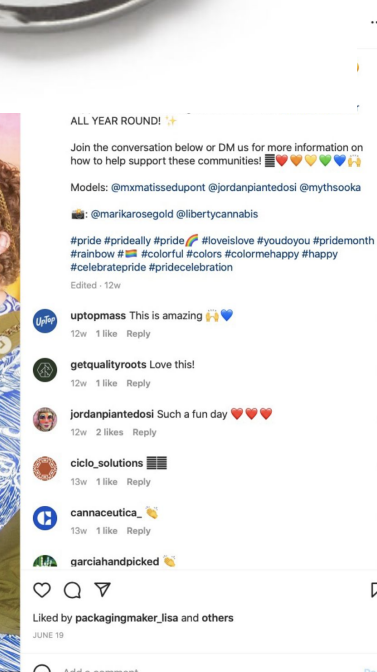 ALL YEAR ROUND! ✨
Join the conversation below or DM us for more information on
how to help support these communities! ❤️🧡💛💚💙🙌
Models: @mxmatissedupont @jordanpiantedosi @mythsooka
📸: @marikarosegold @libertycannabis
#pride #prideally #pride🌈 #loveislove #youdoyou #pridemonth
#rainbow #🏳️‍🌈 #colorful #colors #colormehappy #happy
#celebratepride #pridecelebration
Edited · 12w
UpTop
uptopmass This is amazing 🙌💙
12w 1 like Reply
getqualityroots Love this!
12w 1 like Reply
jordanpiantedosi Such a fun day ❤️❤️❤️
12w 2 likes Reply
ciclo_solutions
13w 1 like Reply
cannaceutica_ 👏
13w 1 like Reply
garciahandpicked 👏
Liked by packagingmaker_lisa and others
JUNE 19
Add a comment